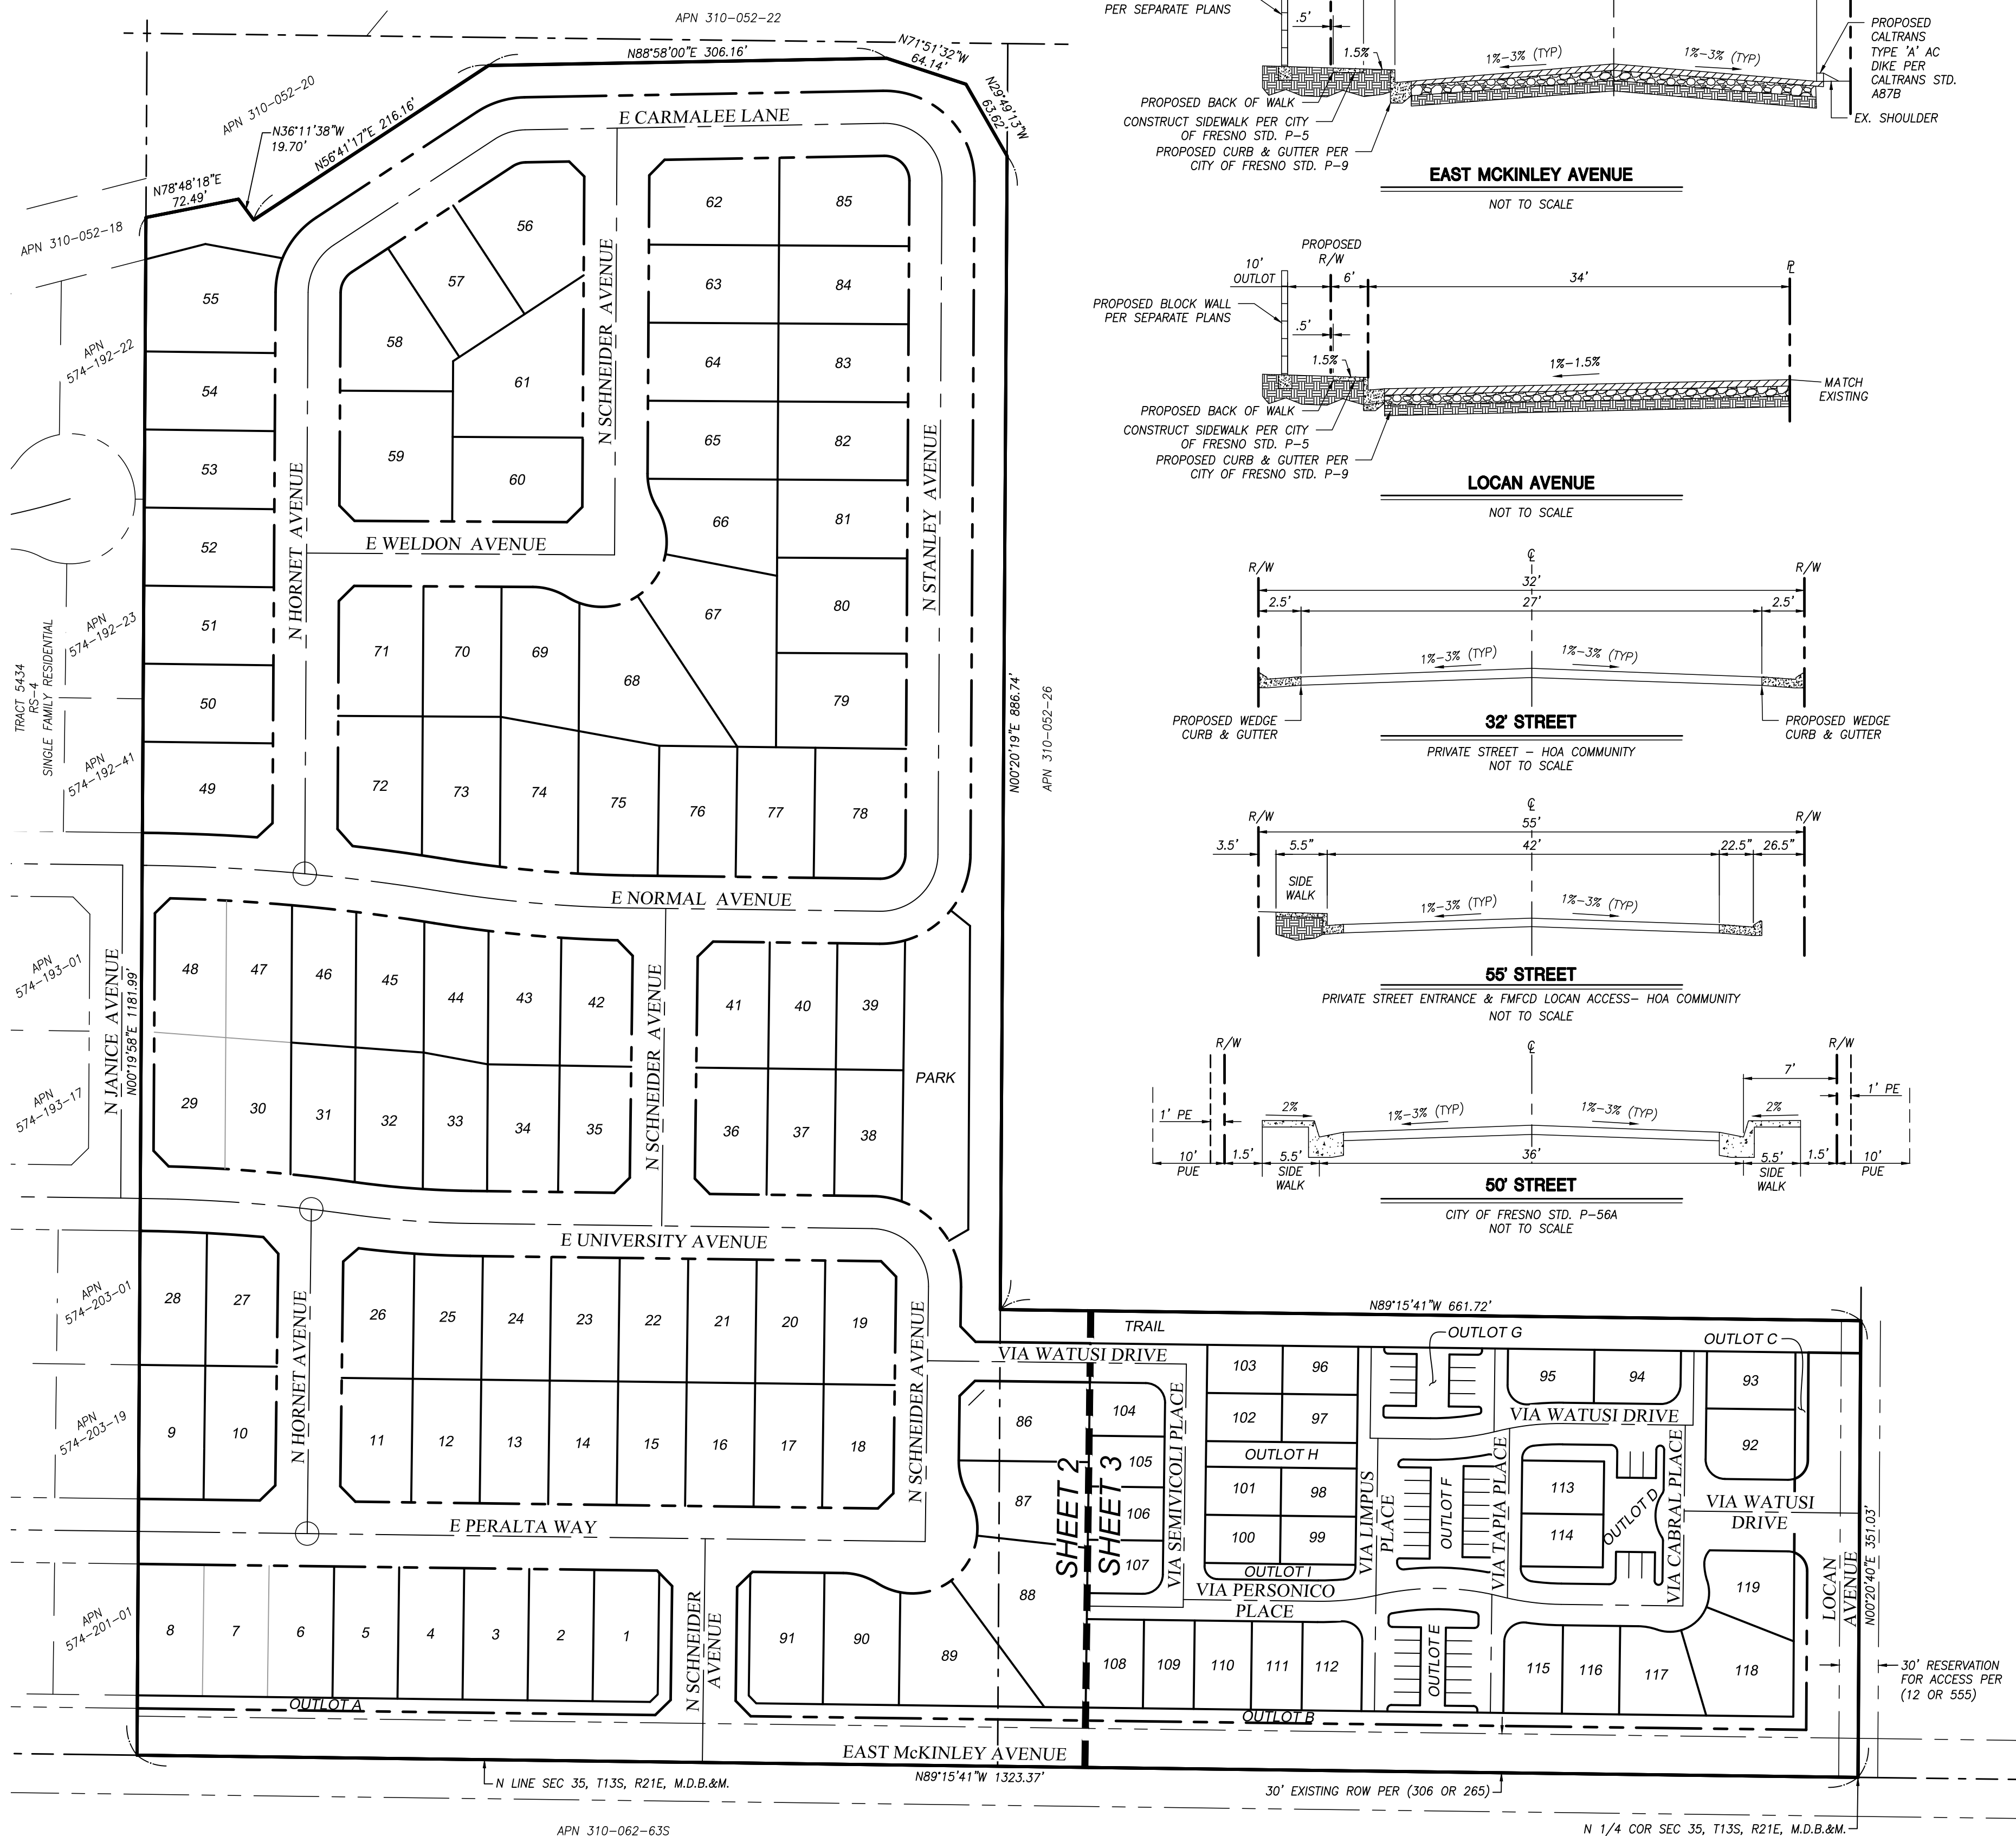 APN 310-052-22
N88°58'00"E 306.16'
N71°51'32"W
64.14'
N29°49'13"W
63.62'
APN 310-052-20
N36°11'38"W
19.70'
N56°41'17"E 216.16'
N78°48'18"E
72.49'
APN 310-052-18
E CARMALEE LANE
56
57
58
59
60
61
62
85
63
84
64
83
65
82
66
81
67
80
79
N SCHNEIDER AVENUE
N STANLEY AVENUE
N HORNET AVENUE
E WELDON AVENUE
55
54
53
52
51
50
49
APN
574-192-22
APN
574-192-23
TRACT 5434
RS-4
SINGLE FAMILY RESIDENTIAL
APN
574-192-41
71
70
69
68
72
73
74
75
76
77
78
N00°20'19"E 886.74'
APN 310-052-26
E NORMAL AVENUE
48
47
46
45
44
43
42
41
40
39
29
30
31
32
33
34
35
36
37
38
PARK
N SCHNEIDER AVENUE
N JANICE AVENUE
N00°19'58"E 1181.99'
APN
574-193-01
APN
574-193-17
E UNIVERSITY AVENUE
28
27
26
25
24
23
22
21
20
19
9
10
11
12
13
14
15
16
17
18
N HORNET AVENUE
N SCHNEIDER AVENUE
APN
574-203-01
APN
574-203-19
E PERALTA WAY
APN
574-201-01
8
7
6
5
4
3
2
1
OUTLOT A
N SCHNEIDER
AVENUE
91
90
89
88
87
86
SHEET 2
SHEET 3
N89°15'41"W 661.72'
TRAIL
VIA WATUSI DRIVE
104
105
106
107
VIA SEMIVICOLI PLACE
103
96
102
97
OUTLOT H
101
98
100
99
OUTLOT I
VIA PERSONICO
PLACE
108
109
110
111
112
OUTLOT B
VIA LIMPUS
PLACE
OUTLOT G
OUTLOT F
OUTLOT E
VIA TAPIA PLACE
95
94
VIA WATUSI DRIVE
113
114
OUTLOT D
VIA CABRAL PLACE
OUTLOT C
93
92
VIA WATUSI
DRIVE
115
116
117
118
119
LOCAN
AVENUE
N00°20'40"E 351.03'
30' RESERVATION
FOR ACCESS PER
(12 OR 555)
EAST McKINLEY AVENUE
N LINE SEC 35, T13S, R21E, M.D.B.&M.
N89°15'41"W 1323.37'
30' EXISTING ROW PER (306 OR 265)
APN 310-062-63S
N 1/4 COR SEC 35, T13S, R21E, M.D.B.&M.
PER SEPARATE PLANS
.5'
1.5%
1%-3% (TYP)
1%-3% (TYP)
PROPOSED
CALTRANS
TYPE 'A' AC
DIKE PER
CALTRANS STD.
A87B
EX. SHOULDER
PROPOSED BACK OF WALK
CONSTRUCT SIDEWALK PER CITY
OF FRESNO STD. P-5
PROPOSED CURB & GUTTER PER
CITY OF FRESNO STD. P-9
EAST MCKINLEY AVENUE
NOT TO SCALE
PROPOSED
R/W
10'
OUTLOT
6'
34'
PL
PROPOSED BLOCK WALL
PER SEPARATE PLANS
.5'
1.5%
1%-1.5%
MATCH
EXISTING
PROPOSED BACK OF WALK
CONSTRUCT SIDEWALK PER CITY
OF FRESNO STD. P-5
PROPOSED CURB & GUTTER PER
CITY OF FRESNO STD. P-9
LOCAN AVENUE
NOT TO SCALE
CL
R/W
R/W
32'
2.5'
27'
2.5'
1%-3% (TYP)
1%-3% (TYP)
PROPOSED WEDGE
CURB & GUTTER
PROPOSED WEDGE
CURB & GUTTER
32' STREET
PRIVATE STREET - HOA COMMUNITY
NOT TO SCALE
CL
R/W
R/W
55'
3.5'
5.5"
42'
22.5"
26.5"
SIDE
WALK
1%-3% (TYP)
1%-3% (TYP)
55' STREET
PRIVATE STREET ENTRANCE & FMFCD LOCAN ACCESS- HOA COMMUNITY
NOT TO SCALE
CL
R/W
R/W
7'
1' PE
1' PE
2%
1%-3% (TYP)
1%-3% (TYP)
2%
10'
PUE
1.5'
5.5'
SIDE
WALK
36'
5.5'
SIDE
WALK
1.5'
10'
PUE
50' STREET
CITY OF FRESNO STD. P-56A
NOT TO SCALE